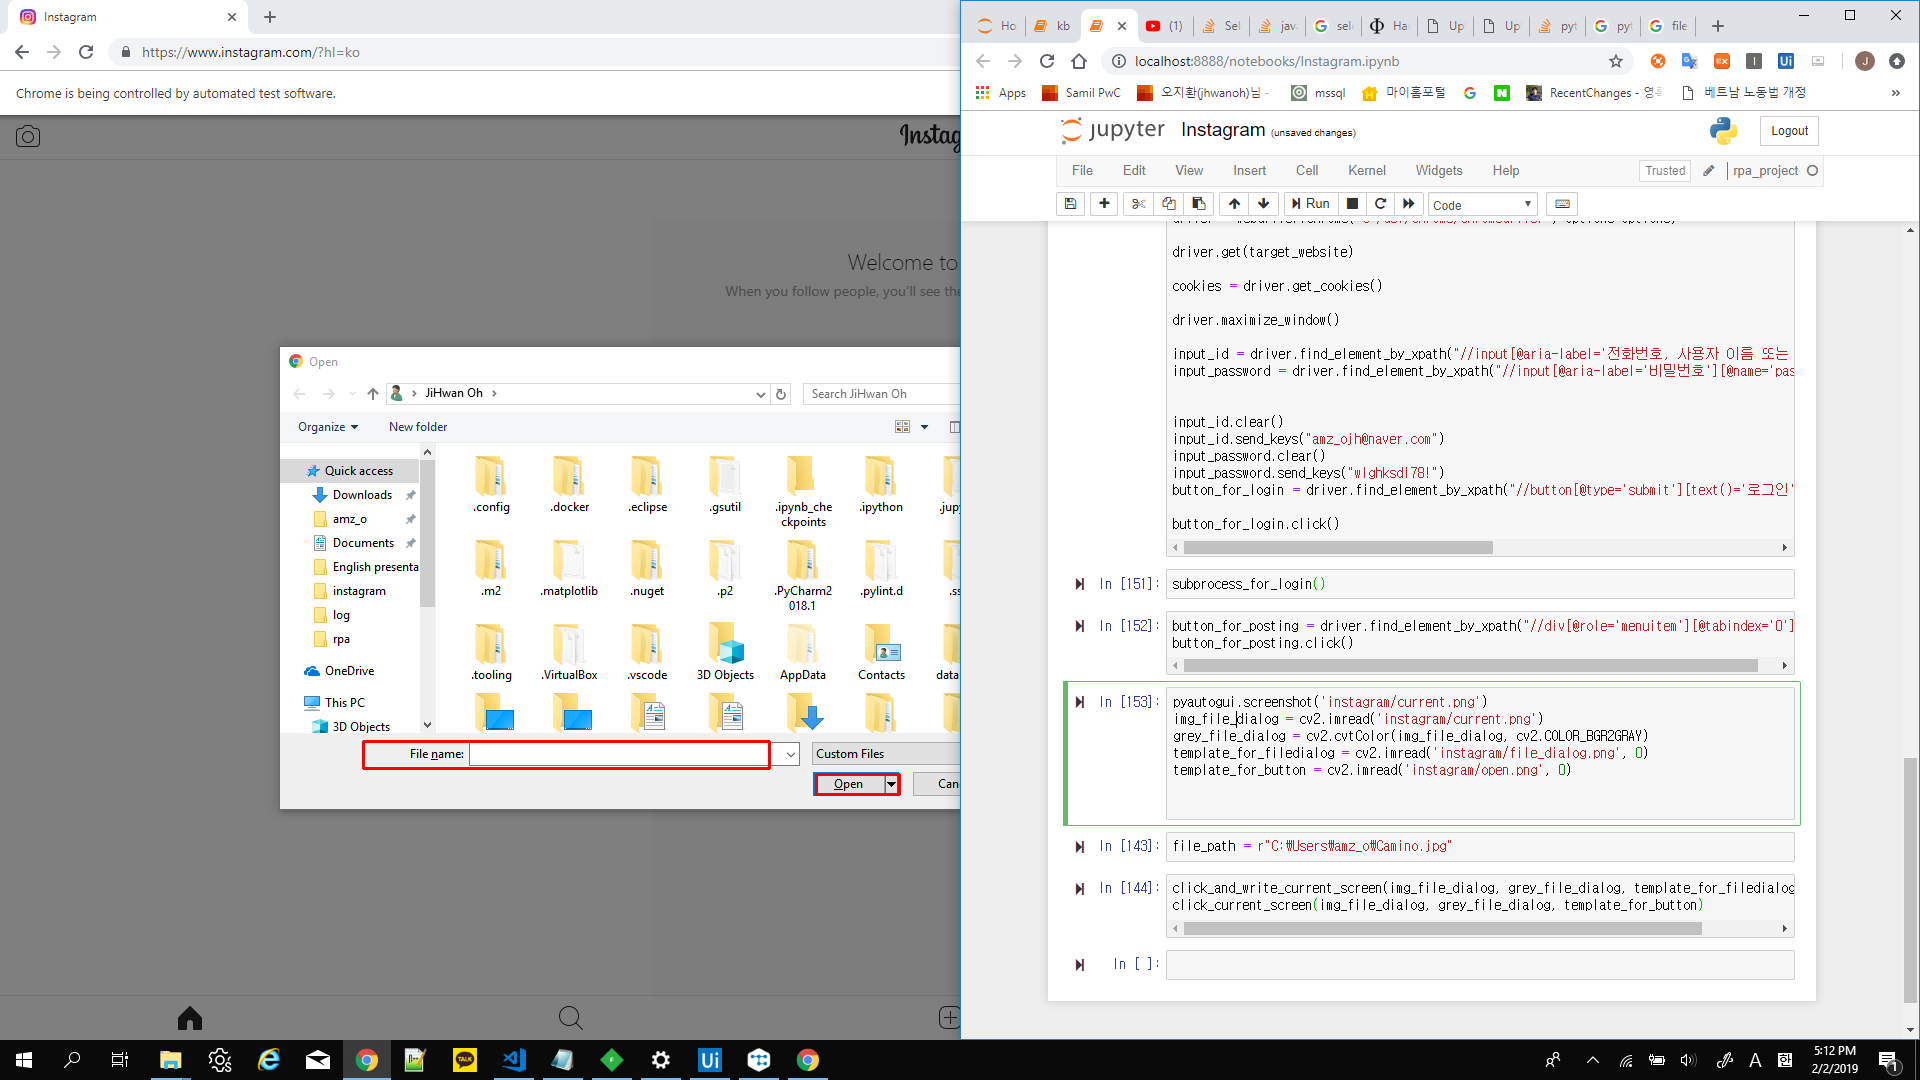 Instagram
https://www.instagram.com/?hl=ko
Chrome is being controlled by automated test software.
Welcome to
When you follow people, you'll see the
Open
JiHwan Oh
Search JiHwan Oh
Organize
New folder
Quick access
Downloads
amz_o
Documents
English presenta
instagram
log
rpa
OneDrive
This PC
3D Objects
.config
.docker
.eclipse
.gsutil
.ipynb_che
ckpoints
.ipython
.jup
.m2
.matplotlib
.nuget
.p2
.PyCharm2
018.1
.pylint.d
.ss
.tooling
.VirtualBox
.vscode
3D Objects
AppData
Contacts
data
File name:
Custom Files
Open
Can
Ho
kb
(1)
Sel
java
sele
Ha
Up
Up
pyt
pyt
file
localhost:8888/notebooks/Instagram.ipynb
Apps
Samil PwC
오지환(jhwanoh)님 -
mssql
마이홈포털
RecentChanges - 영
베트남 노동법 개정
jupyter
Instagram (unsaved changes)
Logout
File
Edit
View
Insert
Cell
Kernel
Widgets
Help
Trusted
rpa_project
Run
Code
driver.get(target_website)
cookies = driver.get_cookies()
driver.maximize_window()
input_id = driver.find_element_by_xpath("//input[@aria-label='전화번호, 사용자 이름 또는
input_password = driver.find_element_by_xpath("//input[@aria-label='비밀번호'][@name='pas
input_id.clear()
input_id.send_keys("amz_ojh@naver.com")
input_password.clear()
input_password.send_keys("wlghksdl78!")
button_for_login = driver.find_element_by_xpath("//button[@type='submit'][text()='로그인'
button_for_login.click()
In [151]: subprocess_for_login()
In [152]: button_for_posting = driver.find_element_by_xpath("//div[@role='menuitem'][@tabindex='0']
button_for_posting.click()
In [153]: pyautogui.screenshot('instagram/current.png')
img_file_dialog = cv2.imread('instagram/current.png')
grey_file_dialog = cv2.cvtColor(img_file_dialog, cv2.COLOR_BGR2GRAY)
template_for_filedialog = cv2.imread('instagram/file_dialog.png', 0)
template_for_button = cv2.imread('instagram/open.png', 0)
In [143]: file_path = r"C:₩Users₩amz_o₩Camino.jpg"
In [144]: click_and_write_current_screen(img_file_dialog, grey_file_dialog, template_for_filedialog
click_current_screen(img_file_dialog, grey_file_dialog, template_for_button)
In [ ]:
5:12 PM
2/2/2019